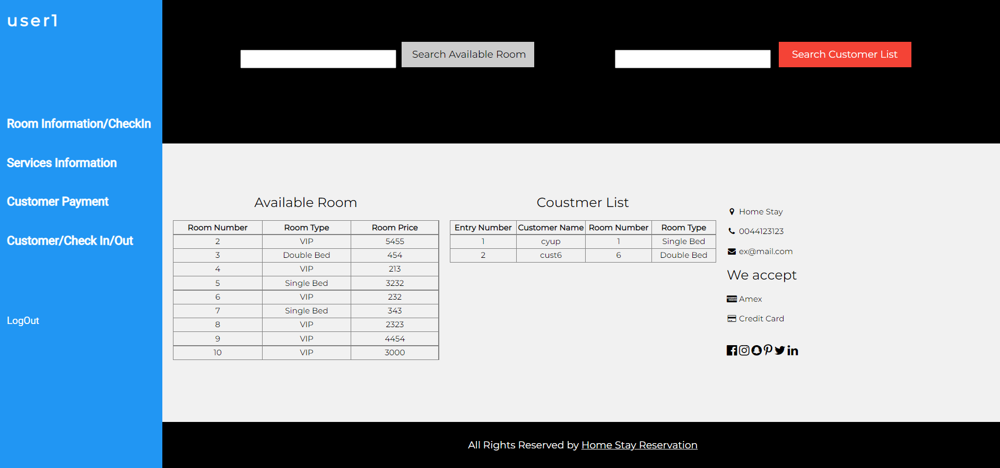 user1
Room Information/CheckIn
Services Information
Customer Payment
Customer/Check In/Out
LogOut
Search Available Room
Search Customer List
Available Room
Room Number Room Type Room Price
2 VIP 5455
3 Double Bed 454
4 VIP 213
5 Single Bed 3232
6 VIP 232
7 Single Bed 343
8 VIP 2323
9 VIP 4454
10 VIP 3000
Coustmer List
Entry Number Customer Name Room Number Room Type
1 cyup 1 Single Bed
2 cust6 6 Double Bed
Home Stay
0044123123
ex@mail.com
We accept
Amex
Credit Card
All Rights Reserved by Home Stay Reservation